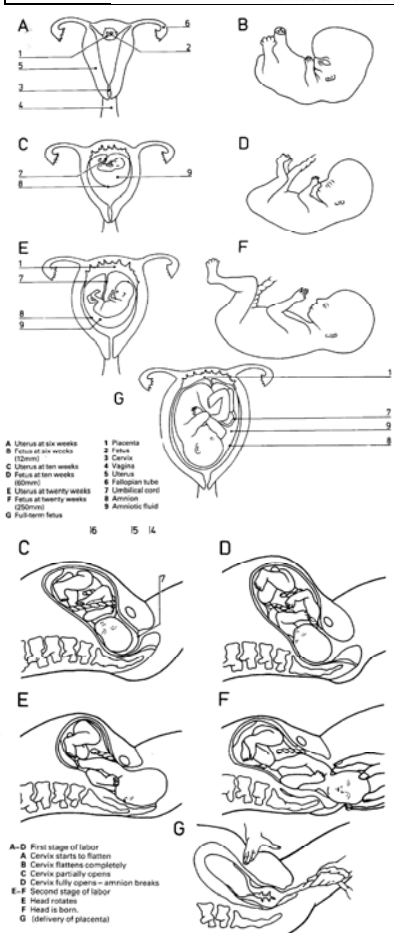 A
B
6
1
2
5
3
4
C
D
7
9
8
E
F
1
7
8
9
G
1
7
9
8
A Uterus at six weeks
B Fetus at six weeks
(12mm)
C Uterus at ten weeks
D Fetus at ten weeks
(60mm)
E Uterus at twenty weeks
F Fetus at twenty weeks
(250mm)
G Full-term fetus
1 Placenta
2 Fetus
3 Cervix
4 Vagina
5 Uterus
6 Fallopian tube
7 Umbilical cord
8 Amnion
9 Amniotic fluid
C
D
7
E
F
G
A–D First stage of labor
A Cervix starts to flatten
B Cervix flattens completely
C Cervix partially opens
D Cervix fully opens – amnion breaks
E–F Second stage of labor
E Head rotates
F Head is born.
G (delivery of placenta)